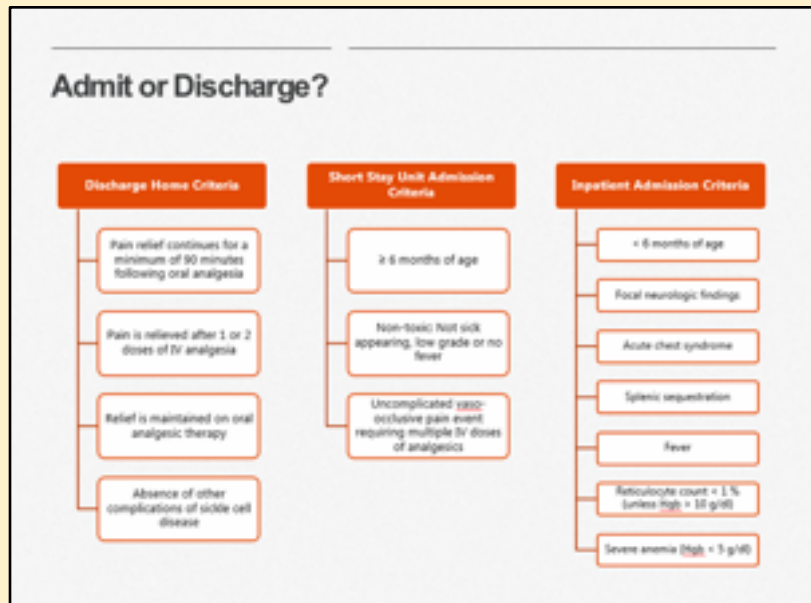 Admit or Discharge?
Discharge Home Criteria
Pain relief continues for a
minimum of 90 minutes
following oral analgesia
Pain is relieved after 1 or 2
doses of IV analgesia
Relief is maintained on oral
analgesic therapy
Absence of other
complications of sickle cell
disease
Short Stay Unit Admission
Criteria
≥ 6 months of age
Non-toxic: Not sick
appearing, low grade or no
fever
Uncomplicated vaso-
occlusive pain event
requiring multiple IV doses
of analgesics
Inpatient Admission Criteria
< 6 months of age
Focal neurologic findings
Acute chest syndrome
Splenic sequestration
Fever
Reticulocyte count < 1 %
(unless Hgb > 10 g/dl)
Severe anemia (Hgb < 5 g/dl)